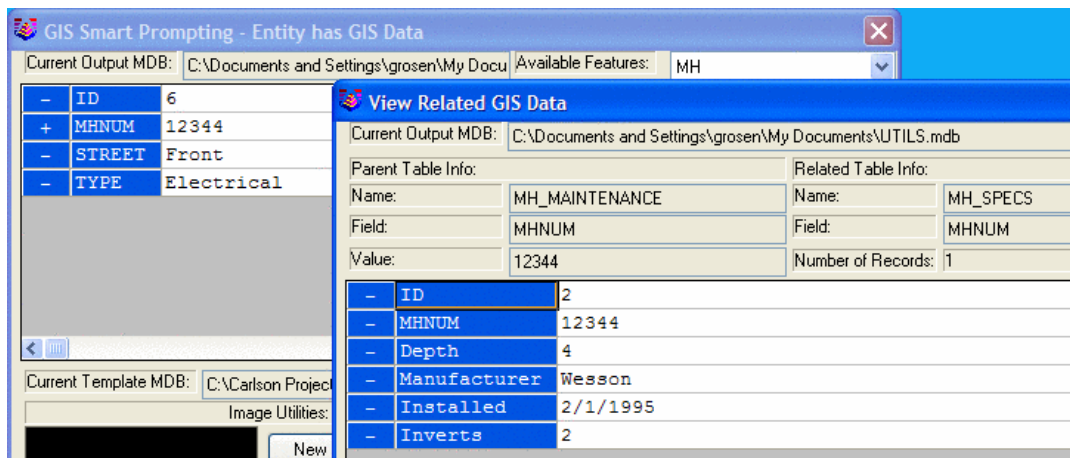 GIS Smart Prompting - Entity has GIS Data
Current Output MDB: C:\Documents and Settings\grosen\My Docu Available Features: MH
- ID 6
+ MHNUM 12344
- STREET Front
- TYPE Electrical
Current Template MDB: C:\Carlson Project
Image Utilities:
New
View Related GIS Data
Current Output MDB: C:\Documents and Settings\grosen\My Documents\UTILS.mdb
Parent Table Info: Related Table Info:
Name: MH_MAINTENANCE Name: MH_SPECS
Field: MHNUM Field: MHNUM
Value: 12344 Number of Records: 1
- ID 2
- MHNUM 12344
- Depth 4
- Manufacturer Wesson
- Installed 2/1/1995
- Inverts 2